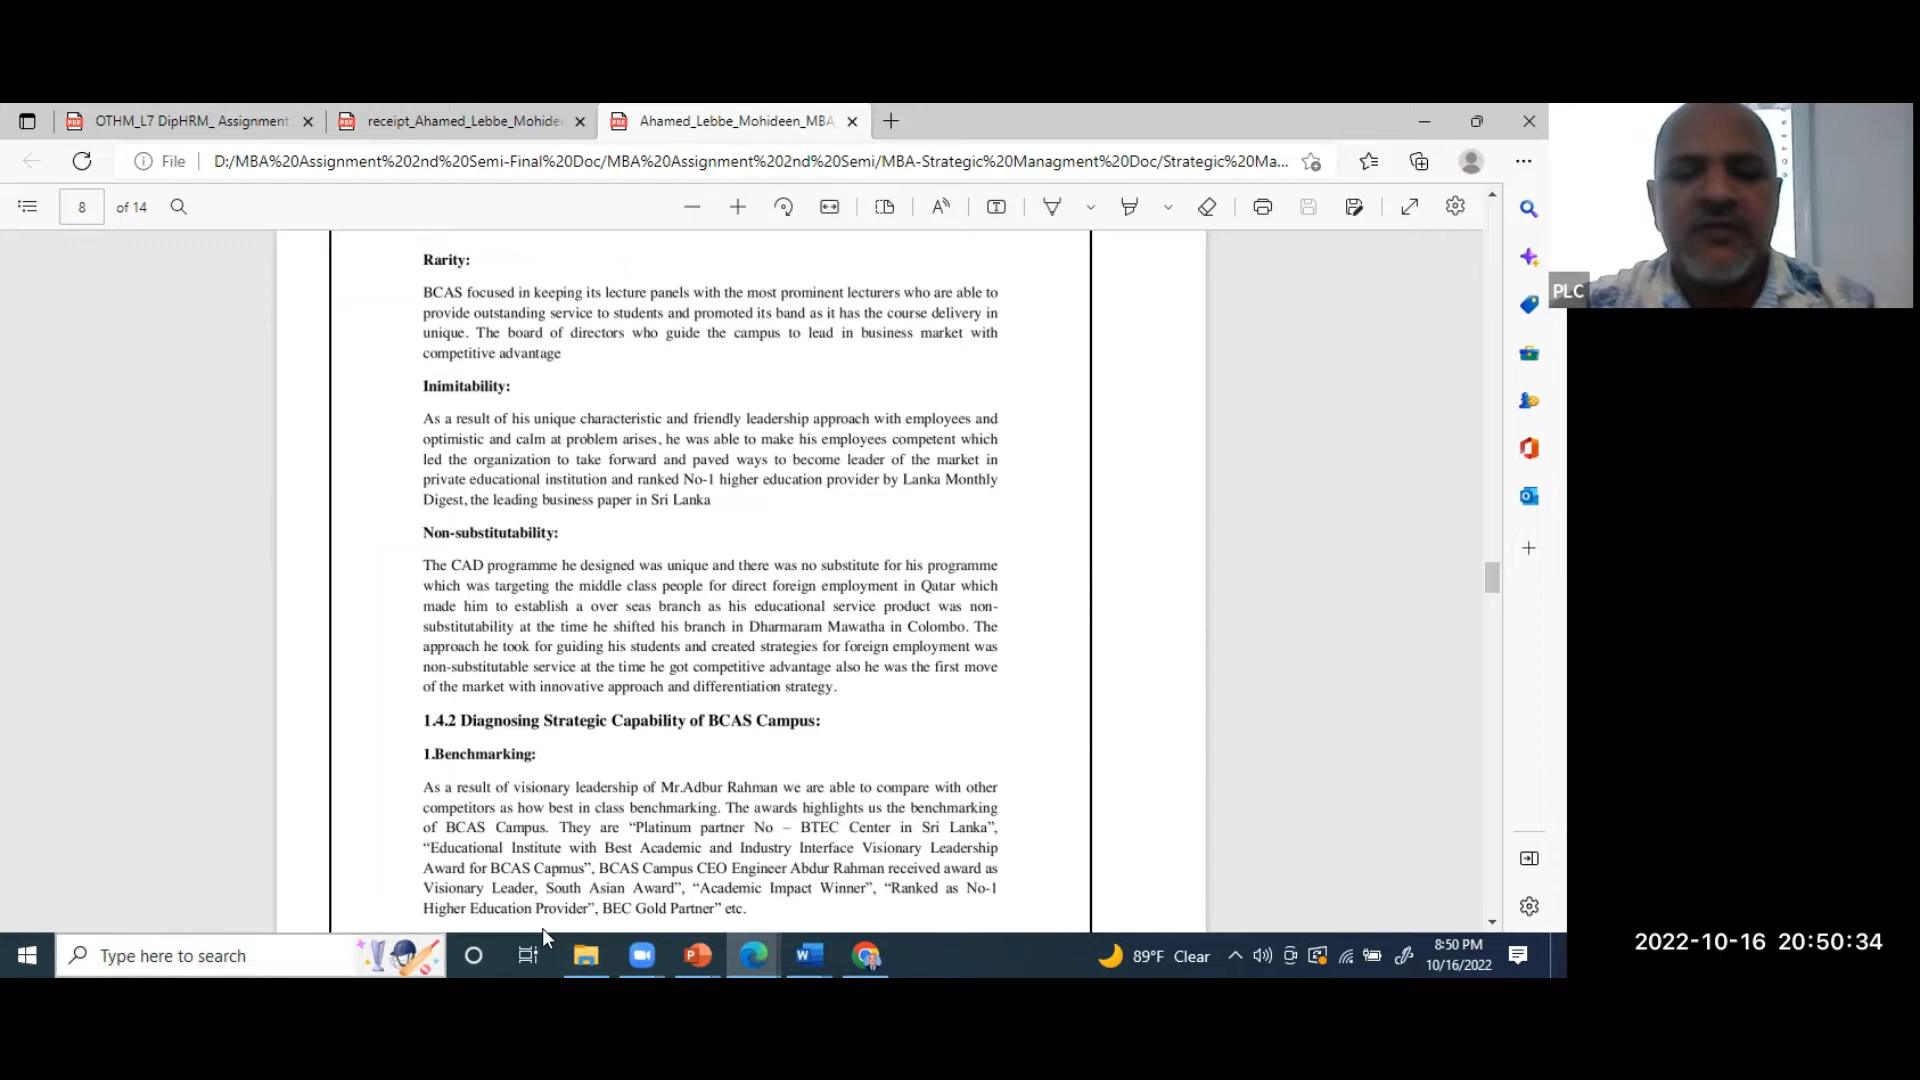 OTHM_L7 DipHRM_ Assignment
receipt_Ahamed_Lebbe_Mohide
Ahamed_Lebbe_Mohideen_MBA
File
D:/MBA%20Assignment%202nd%20Semi-Final%20Doc/MBA%20Assignment%202nd%20Semi/MBA-Strategic%20Managment%20Doc/Strategic%20Ma...
8 of 14
Rarity:
BCAS focused in keeping its lecture panels with the most prominent lecturers who are able to
provide outstanding service to students and promoted its band as it has the course delivery in
unique. The board of directors who guide the campus to lead in business market with
competitive advantage
Inimitability:
As a result of his unique characteristic and friendly leadership approach with employees and
optimistic and calm at problem arises, he was able to make his employees competent which
led the organization to take forward and paved ways to become leader of the market in
private educational institution and ranked No-1 higher education provider by Lanka Monthly
Digest, the leading business paper in Sri Lanka
Non-substitutability:
The CAD programme he designed was unique and there was no substitute for his programme
which was targeting the middle class people for direct foreign employment in Qatar which
made him to establish a over seas branch as his educational service product was non-
substitutability at the time he shifted his branch in Dharmaram Mawatha in Colombo. The
approach he took for guiding his students and created strategies for foreign employment was
non-substitutable service at the time he got competitive advantage also he was the first move
of the market with innovative approach and differentiation strategy.
1.4.2 Diagnosing Strategic Capability of BCAS Campus:
1.Benchmarking:
As a result of visionary leadership of Mr.Adbur Rahman we are able to compare with other
competitors as how best in class benchmarking. The awards highlights us the benchmarking
of BCAS Campus. They are “Platinum partner No – BTEC Center in Sri Lanka”,
“Educational Institute with Best Academic and Industry Interface Visionary Leadership
Award for BCAS Capmus”, BCAS Campus CEO Engineer Abdur Rahman received award as
Visionary Leader, South Asian Award”, “Academic Impact Winner”, “Ranked as No-1
Higher Education Provider”, BEC Gold Partner” etc.
PLC
Type here to search
89°F Clear
8:50 PM
10/16/2022
2022-10-16 20:50:34